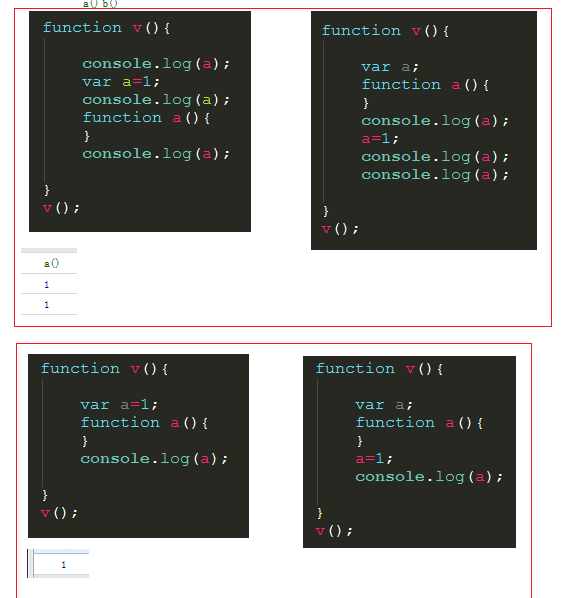 a() b()
function v(){
console.log(a);
var a=1;
console.log(a);
function a(){
}
console.log(a);
}
v();
function v(){
var a;
function a(){
}
console.log(a);
a=1;
console.log(a);
console.log(a);
}
v();
a()
1
1
function v(){
var a=1;
function a(){
}
console.log(a);
}
v();
function v(){
var a;
function a(){
}
a=1;
console.log(a);
}
v();
1